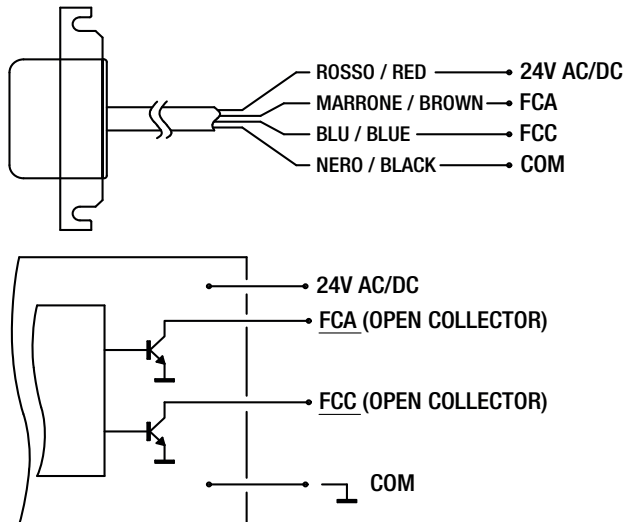 ROSSO / RED 24V AC/DC
MARRONE / BROWN FCA
BLU / BLUE FCC
NERO / BLACK COM
24V AC/DC
FCA (OPEN COLLECTOR)
FCC (OPEN COLLECTOR)
COM